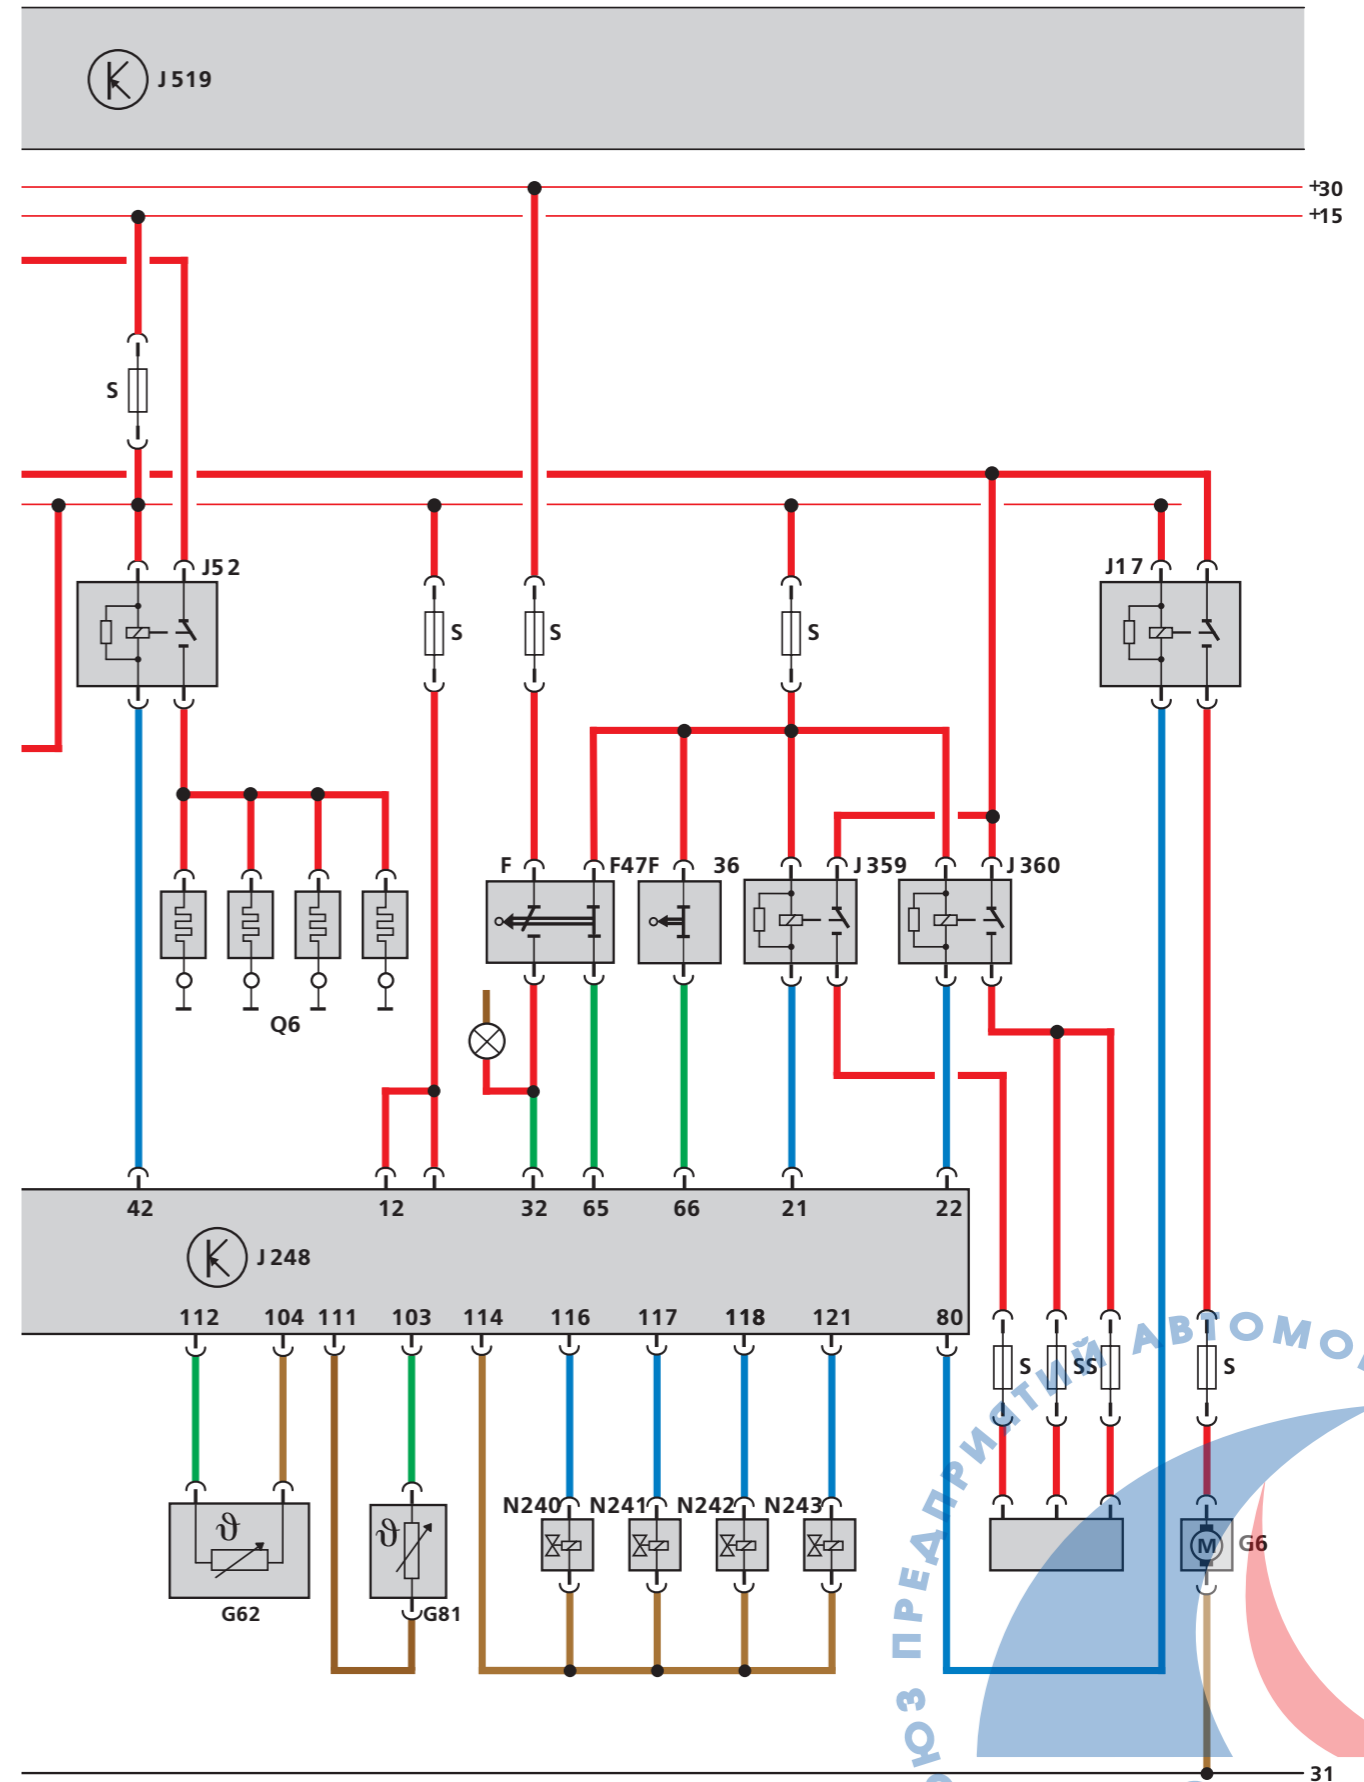 J519
+30
+15
S
J52
J17
S S S
F F47F 36 J359 J360
Q6
42 12 32 65 66 21 22
J248
112 104 111 103 114 116 117 118 121 80
S SS S
N240 N241 N242 N243
ϑ ϑ
M G6
G62 G81
31
ЮЗ ПРЕДПРИЯТИЙ АВТОМО